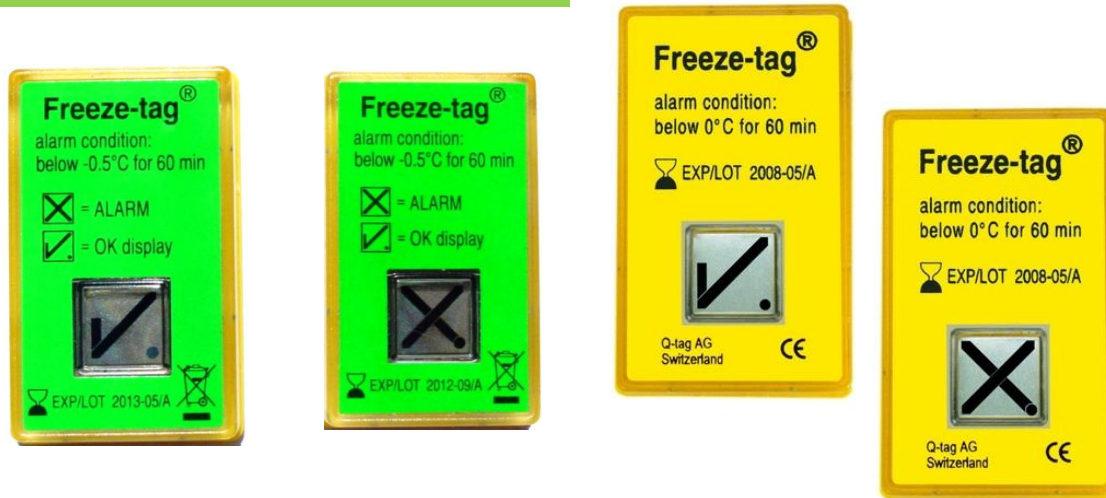 Freeze-tag®
alarm condition:
below -0.5°C for 60 min
= ALARM
= OK display
EXP/LOT 2013-05/A
Freeze-tag®
alarm condition:
below -0.5°C for 60 min
= ALARM
= OK display
EXP/LOT 2012-09/A
Freeze-tag®
alarm condition:
below 0°C for 60 min
EXP/LOT 2008-05/A
Q-tag AG
Switzerland
CE
Freeze-tag®
alarm condition:
below 0°C for 60 min
EXP/LOT 2008-05/A
Q-tag AG
Switzerland
CE